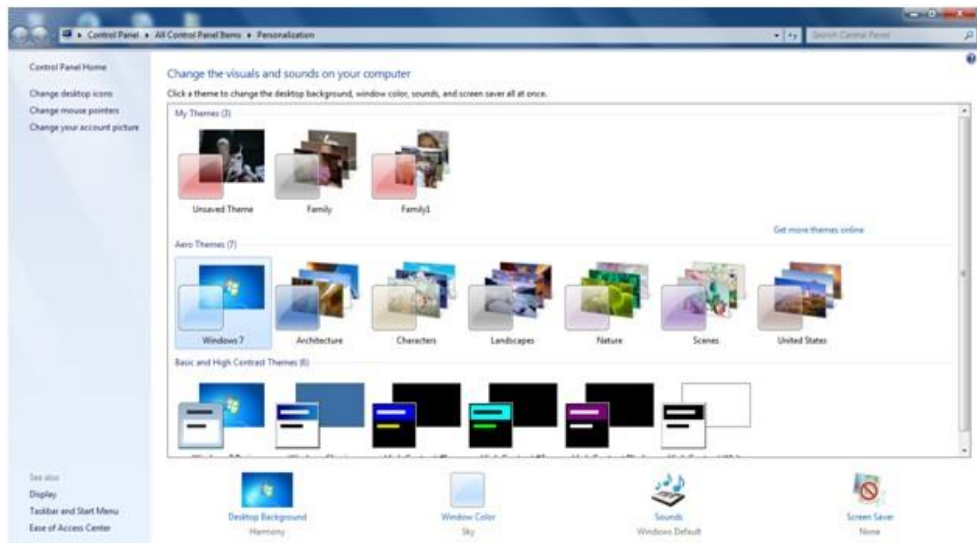 Control Panel ▸ All Control Panel Items ▸ Personalization
Search Control Panel
Control Panel Home
Change desktop icons
Change mouse pointers
Change your account picture
Change the visuals and sounds on your computer
Click a theme to change the desktop background, window color, sounds, and screen saver all at once.
My Themes (3)
Unsaved Theme
Family
Family1
Get more themes online
Aero Themes (7)
Windows 7
Architecture
Characters
Landscapes
Nature
Scenes
United States
Basic and High Contrast Themes (6)
See also
Display
Taskbar and Start Menu
Ease of Access Center
Desktop Background
Harmony
Window Color
Sky
Sounds
Windows Default
Screen Saver
None